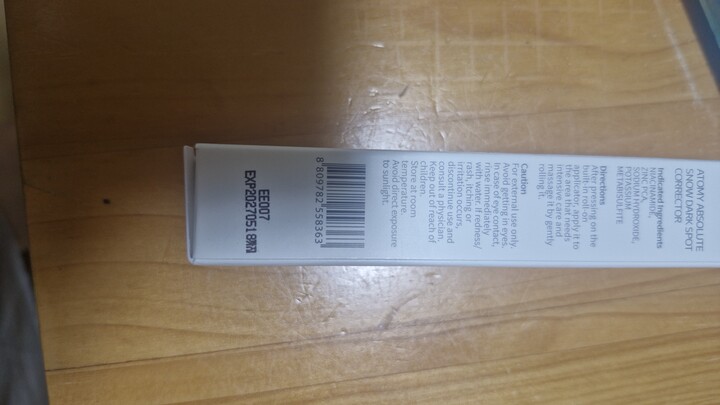 ATOMY ABSOLUTE
SNOW DARK SPOT
CORRECTOR
Indicated Ingredients
NIACINAMIDE,
ZINC PCA,
SODIUM HYDROXIDE,
POTASSIUM
METABISULFITE
Directions
After pressing on the
built-in roll-on
applicator, apply it to
the area that needs
intensive care and
massage it by gently
rolling it.
Caution
For external use only.
Avoid getting in eyes.
In case of eye contact,
rinse immediately
with water. If redness/
rash, itching or
irritation occurs,
discontinue use and
consult a physician.
Keep out of reach of
children.
Store at room
temperature.
Avoid direct exposure
to sunlight.
8 809782 558363
EE007
EXP20270518